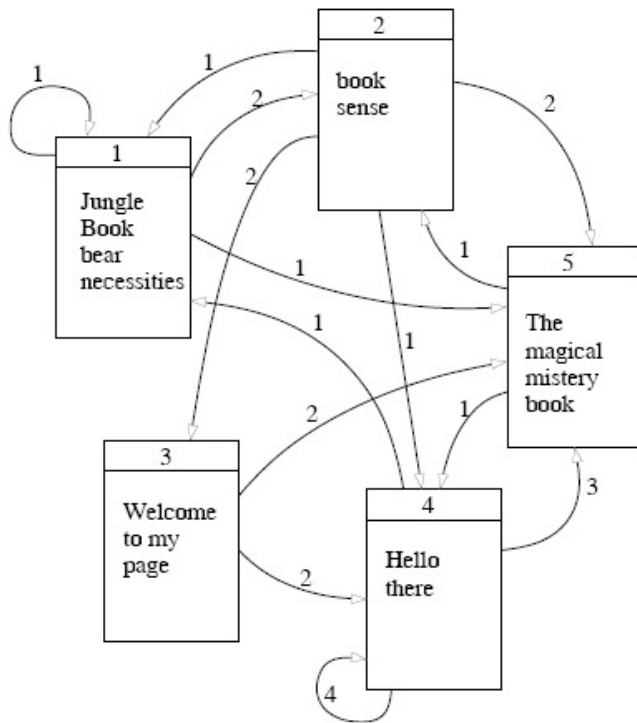 2
book
sense
1
1
2
2
2
1
Jungle
Book
bear
necessities
1
1
1
1
5
The
magical
mistery
book
2
1
3
Welcome
to my
page
2
4
Hello
there
3
4